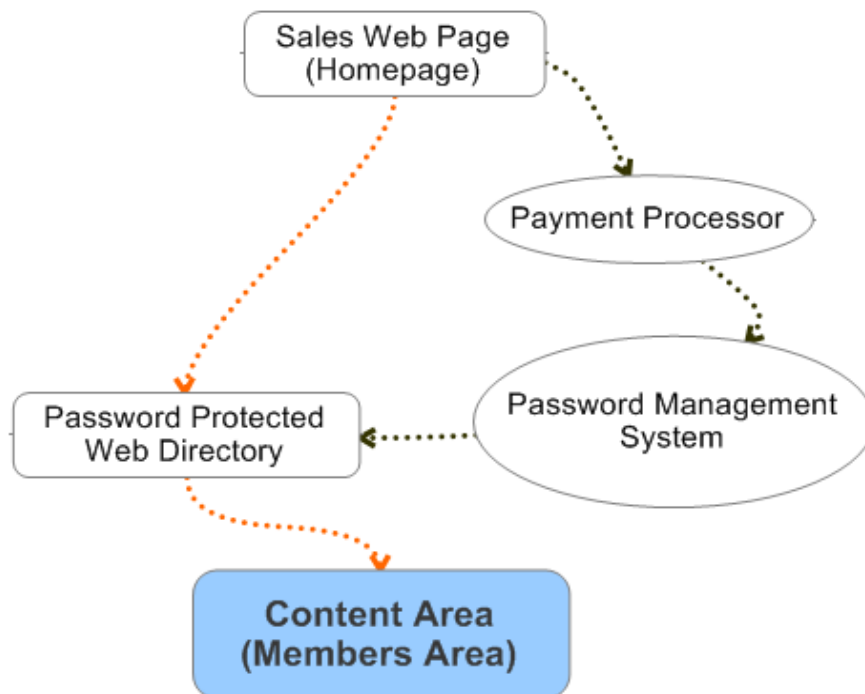 Sales Web Page
(Homepage)
Payment Processor
Password Protected
Web Directory
Password Management
System
Content Area
(Members Area)